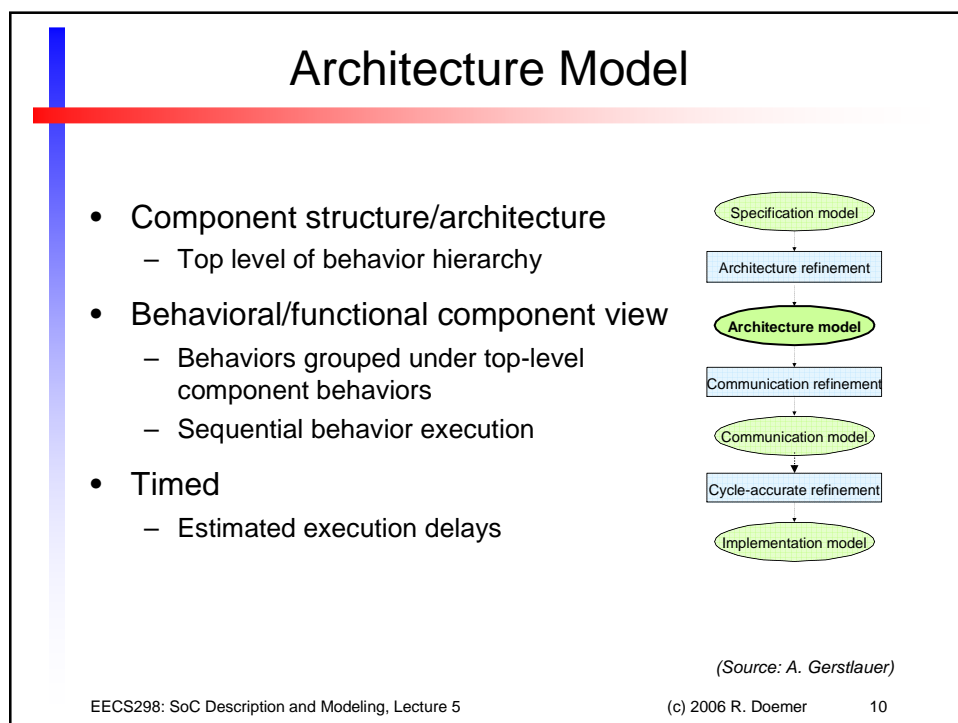 Architecture Model
• Component structure/architecture
– Top level of behavior hierarchy
• Behavioral/functional component view
– Behaviors grouped under top-level
component behaviors
– Sequential behavior execution
• Timed
– Estimated execution delays
Specification model
Architecture refinement
Architecture model
Communication refinement
Communication model
Cycle-accurate refinement
Implementation model
(Source: A. Gerstlauer)
EECS298: SoC Description and Modeling, Lecture 5
(c) 2006 R. Doemer
10